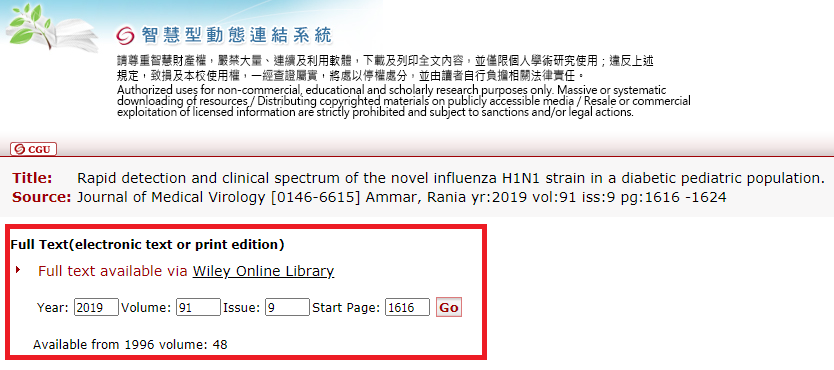 智慧型動態連結系統
請尊重智慧財產權，嚴禁大量、連續及利用軟體，下載及列印全文內容，並僅限個人學術研究使用；違反上述
規定，致損及本校使用權，一經查證屬實，將處以停權處分，並由讀者自行負擔相關法律責任。
Authorized uses for non-commercial, educational and scholarly research purposes only. Massive or systematic
downloading of resources / Distributing copyrighted materials on publicly accessible media / Resale or commercial
exploitation of licensed information are strictly prohibited and subject to sanctions and/or legal actions.
CGU
Title: Rapid detection and clinical spectrum of the novel influenza H1N1 strain in a diabetic pediatric population.
Source: Journal of Medical Virology [0146-6615] Ammar, Rania yr:2019 vol:91 iss:9 pg:1616 -1624
Full Text(electronic text or print edition)
Full text available via Wiley Online Library
Year: 2019 Volume: 91 Issue: 9 Start Page: 1616 Go
Available from 1996 volume: 48